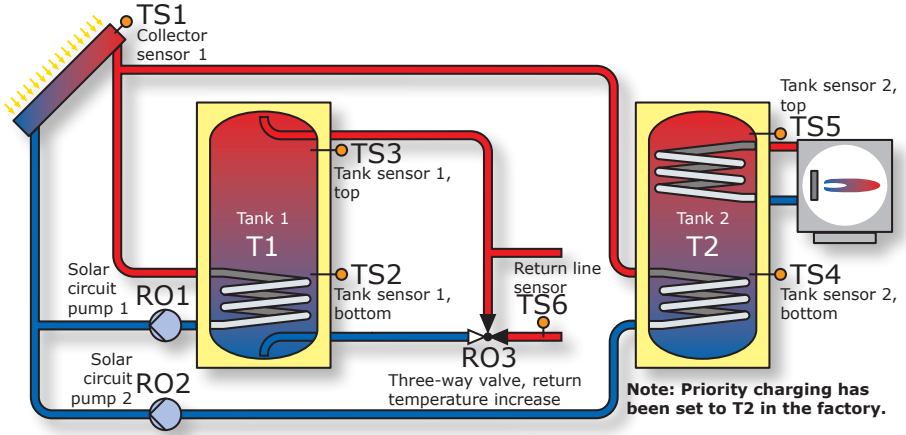 TS1
Collector
sensor 1
Tank sensor 2,
top
TS5
TS3
Tank sensor 1,
top
Tank 1
T1
Tank 2
T2
Solar
circuit
pump 1
RO1
TS2
Tank sensor 1,
bottom
Return line
sensor
TS6
TS4
Tank sensor 2,
bottom
RO3
Three-way valve, return
temperature increase
Solar
circuit
pump 2
RO2
Note: Priority charging has
been set to T2 in the factory.